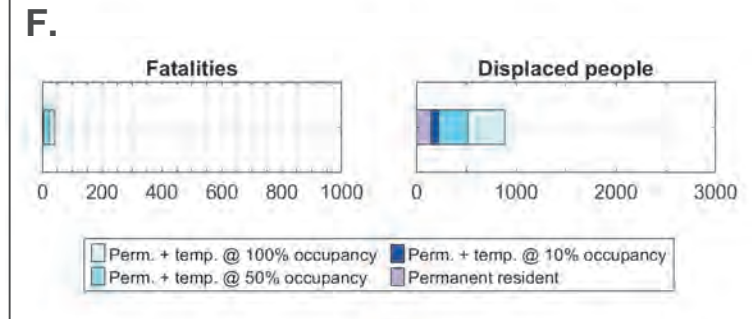 F.
Fatalities Displaced people
0 200 400 600 800 1000 0 1000 2000 3000
Perm. + temp. @ 100% occupancy Perm. + temp. @ 10% occupancy
Perm. + temp. @ 50% occupancy Permanent resident